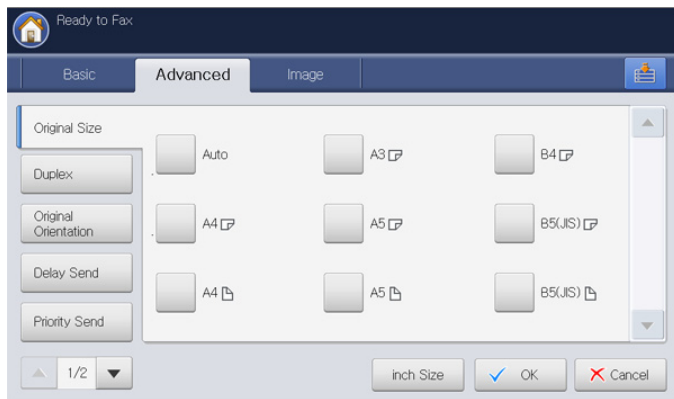 Ready to Fax
Basic
Advanced
Image
Original Size
Duplex
Original
Orientation
Delay Send
Priority Send
Auto
A3
B4
A4
A5
B5(JIS)
A4
A5
B5(JIS)
1/2
inch Size
OK
Cancel